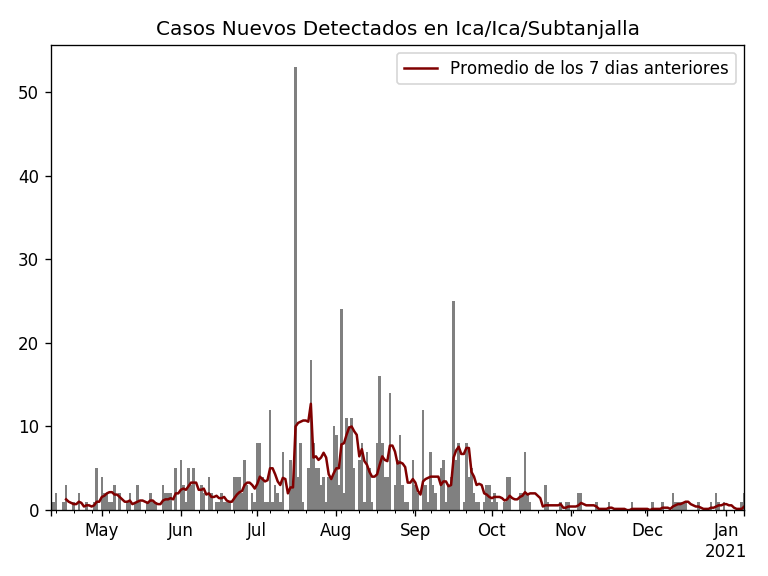 Casos Nuevos Detectados en Ica/Ica/Subtanjalla
Promedio de los 7 dias anteriores
50
40
30
20
10
0
May Jun Jul Aug Sep Oct Nov Dec Jan
2021